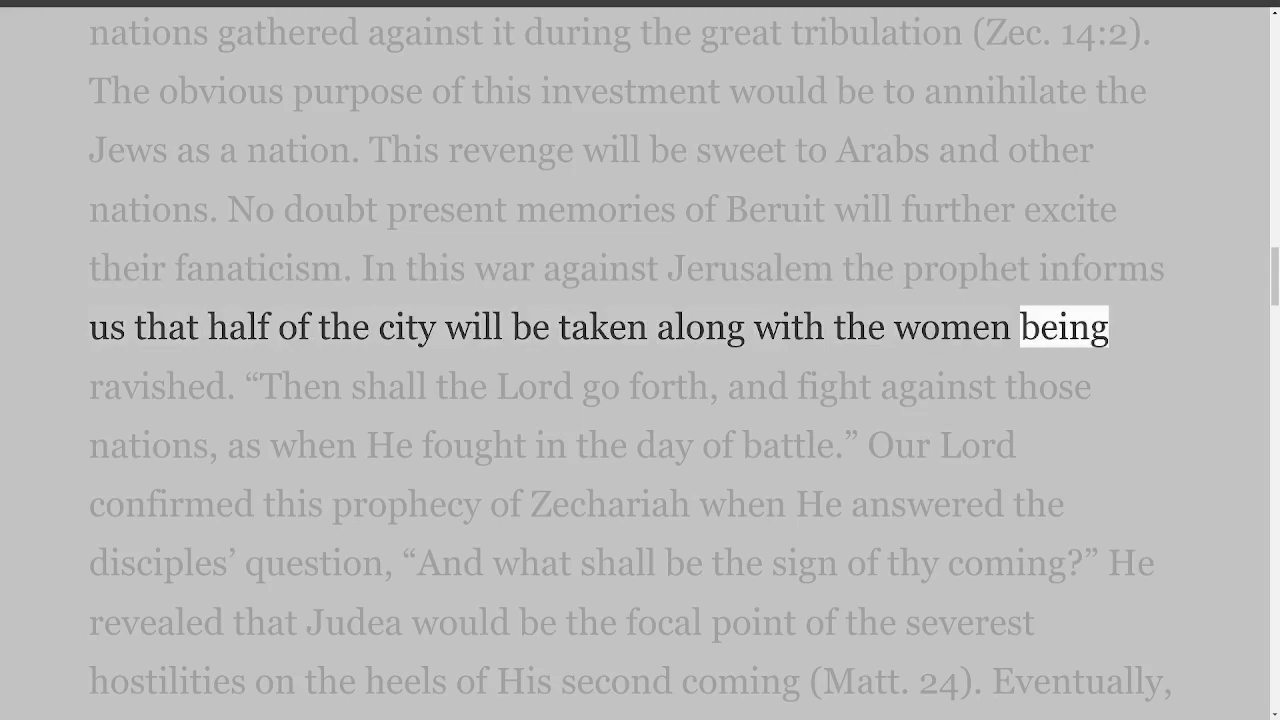 nations gathered against it during the great tribulation (Zec. 14:2).
The obvious purpose of this investment would be to annihilate the
Jews as a nation. This revenge will be sweet to Arabs and other
nations. No doubt present memories of Beruit will further excite
their fanaticism. In this war against Jerusalem the prophet informs
us that half of the city will be taken along with the women being
ravished. “Then shall the Lord go forth, and fight against those
nations, as when He fought in the day of battle.” Our Lord
confirmed this prophecy of Zechariah when He answered the
disciples’ question, “And what shall be the sign of thy coming?” He
revealed that Judea would be the focal point of the severest
hostilities on the heels of His second coming (Matt. 24). Eventually,